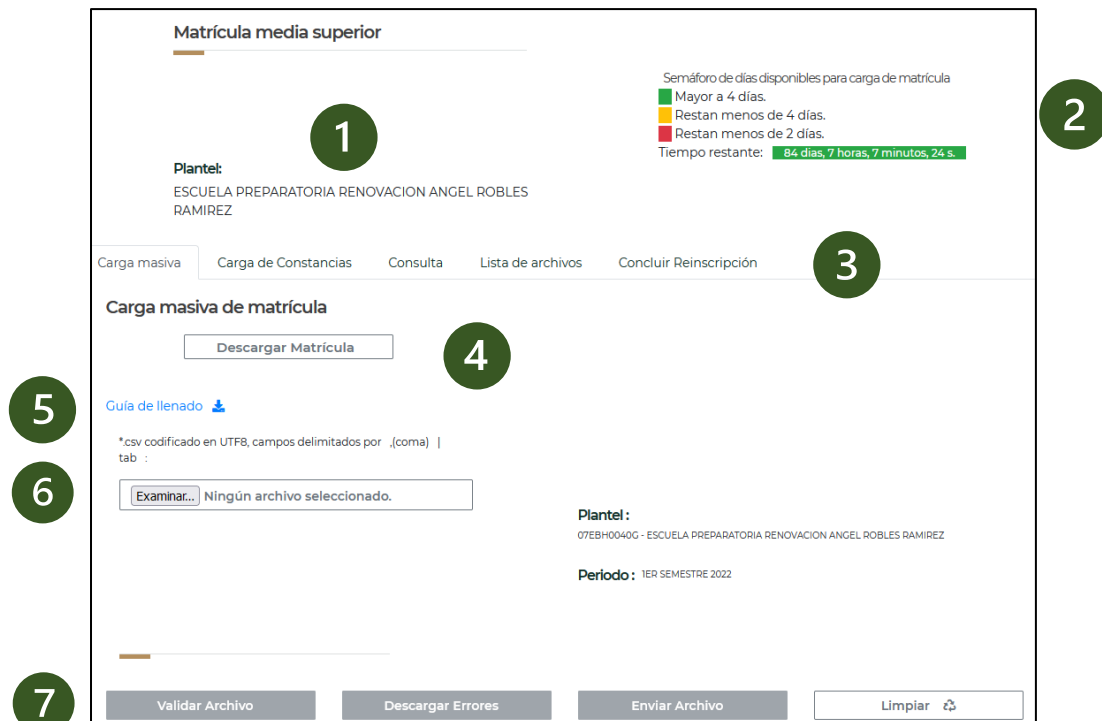 Matrícula media superior
Semáforo de días disponibles para carga de matrícula
Mayor a 4 días.
Restan menos de 4 días.
Restan menos de 2 días.
Tiempo restante: 84 dias, 7 horas, 7 minutos, 24 s.
2
1
Plantel:
ESCUELA PREPARATORIA RENOVACION ANGEL ROBLES
RAMIREZ
Carga masiva Carga de Constancias Consulta Lista de archivos Concluir Reinscripción
3
Carga masiva de matrícula
Descargar Matrícula
4
5
Guía de llenado
*.csv codificado en UTF8, campos delimitados por ,(coma) |
tab :
6
Examinar... Ningún archivo seleccionado.
Plantel :
07EBH0040G - ESCUELA PREPARATORIA RENOVACION ANGEL ROBLES RAMIREZ
Periodo : 1ER SEMESTRE 2022
7
Validar Archivo Descargar Errores Enviar Archivo Limpiar